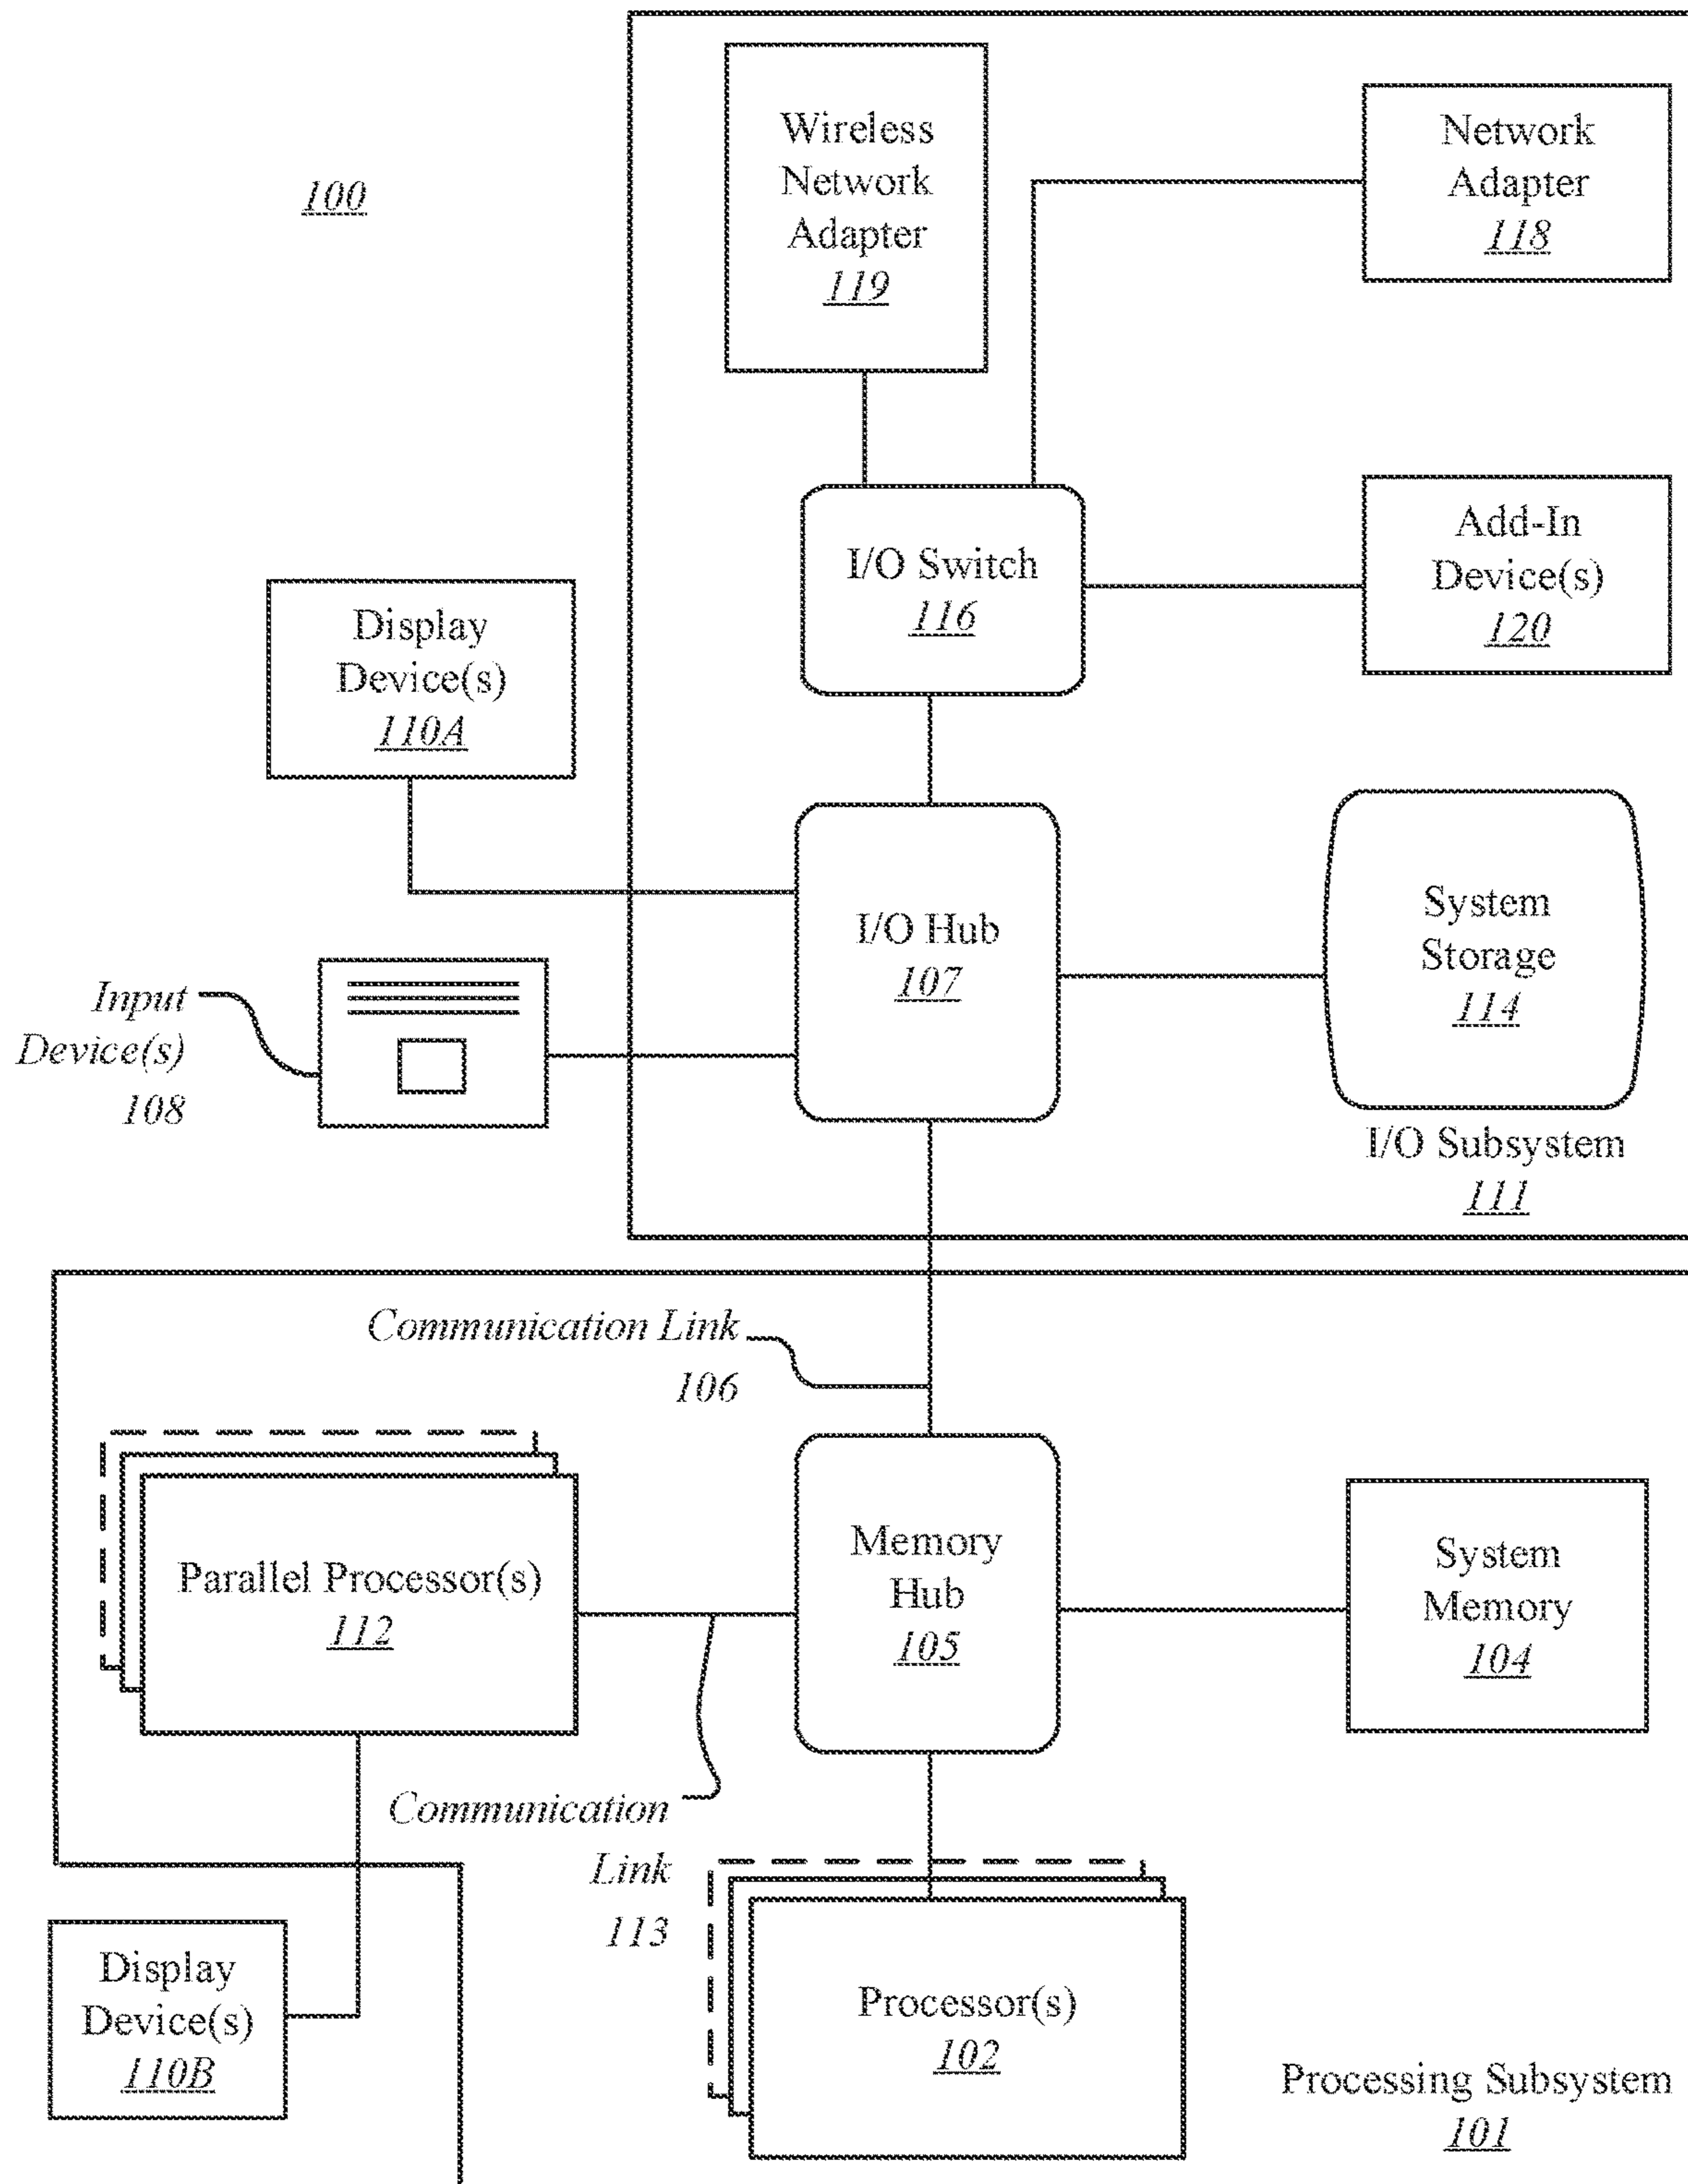 100
Wireless
Network
Adapter
119
Network
Adapter
118
I/O Switch
116
Add-In
Device(s)
120
Display
Device(s)
110A
I/O Hub
107
System
Storage
114
Input
Device(s)
108
I/O Subsystem
111
Communication Link
106
Parallel Processor(s)
112
Memory
Hub
105
System
Memory
104
Communication
Link
113
Display
Device(s)
110B
Processor(s)
102
Processing Subsystem
101